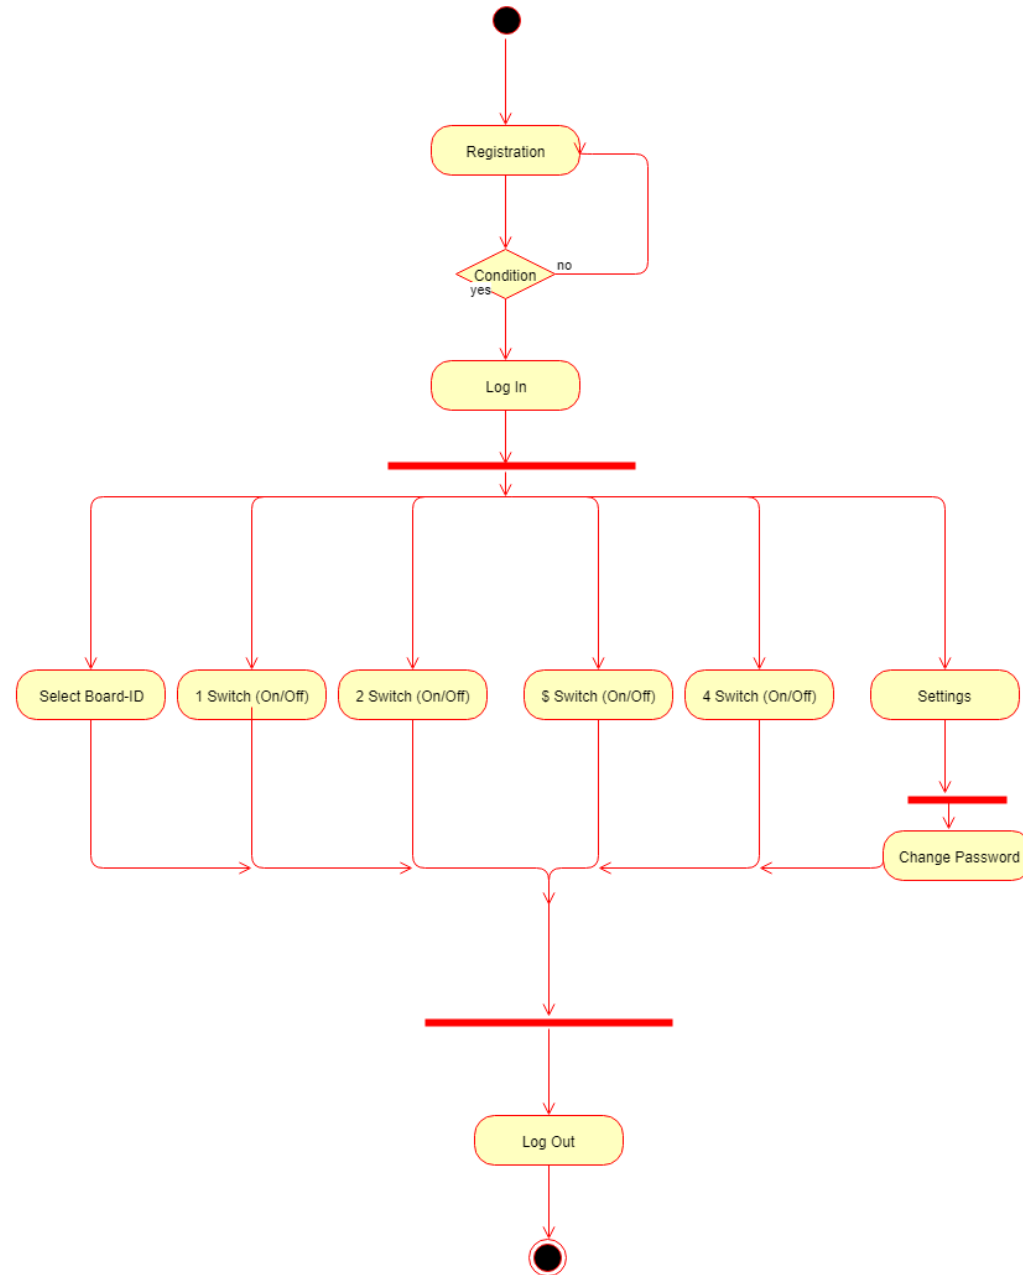 Registration
no
Condition
yes
Log In
Select Board-ID
1 Switch (On/Off)
2 Switch (On/Off)
$ Switch (On/Off)
4 Switch (On/Off)
Settings
Change Password
Log Out